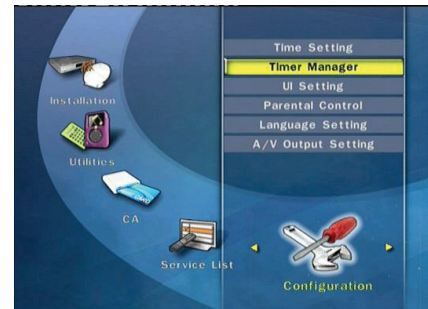 Time Setting
Timer Manager
UI Setting
Parental Control
Language Setting
A/V Output Setting
Installation
Utilities
CA
Service List
Configuration